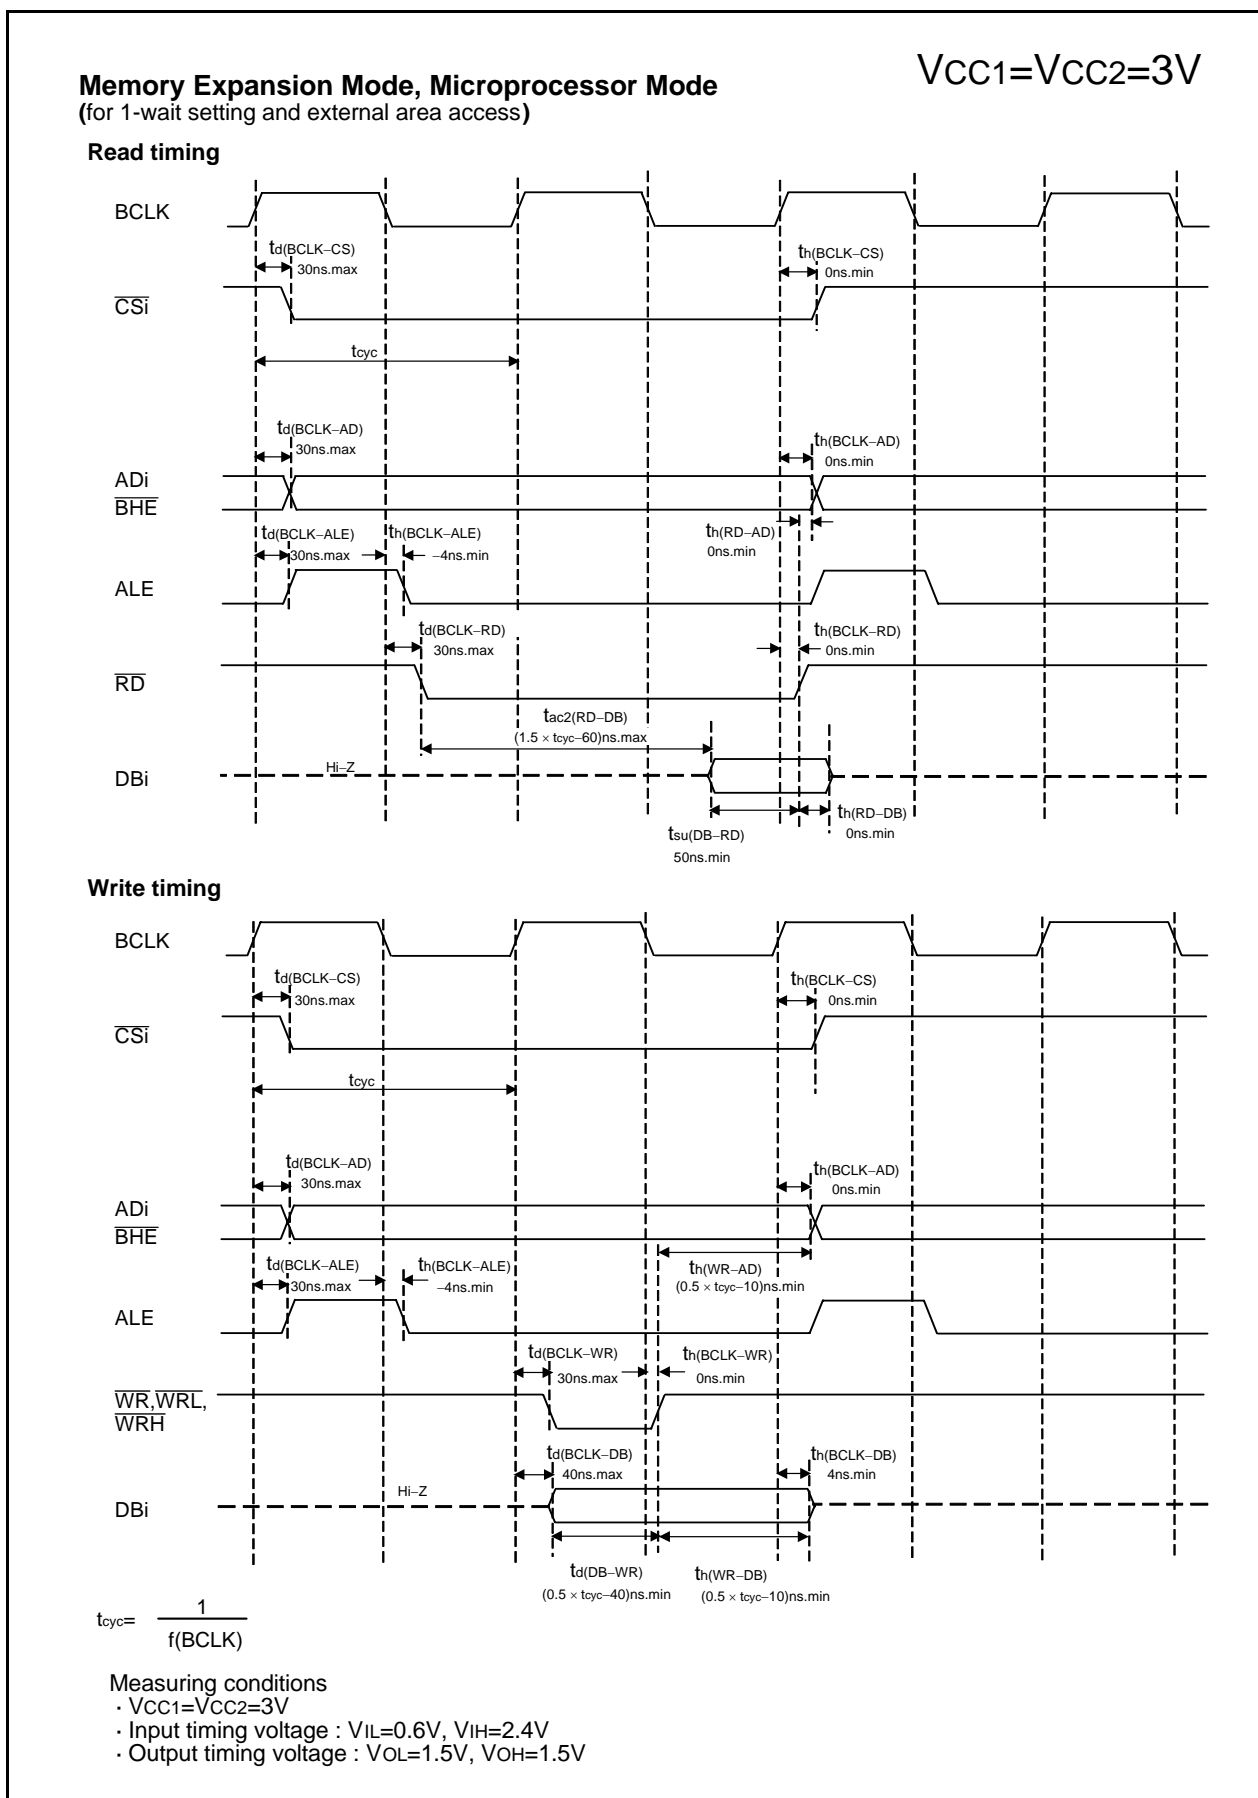 VCC1=VCC2=3V
Memory Expansion Mode, Microprocessor Mode
(for 1-wait setting and external area access)
Read timing
BCLK
td(BCLK−CS)
30ns.max
th(BCLK−CS)
0ns.min
CSi
tcyc
td(BCLK−AD)
30ns.max
th(BCLK−AD)
0ns.min
ADi
BHE
td(BCLK−ALE)
30ns.max
th(BCLK−ALE)
−4ns.min
th(RD−AD)
0ns.min
ALE
td(BCLK−RD)
30ns.max
th(BCLK−RD)
0ns.min
RD
tac2(RD−DB)
(1.5 × tcyc−60)ns.max
Hi−Z
DBi
tsu(DB−RD)
50ns.min
th(RD−DB)
0ns.min
Write timing
BCLK
td(BCLK−CS)
30ns.max
th(BCLK−CS)
0ns.min
CSi
tcyc
td(BCLK−AD)
30ns.max
th(BCLK−AD)
0ns.min
ADi
BHE
td(BCLK−ALE)
30ns.max
th(BCLK−ALE)
−4ns.min
th(WR−AD)
(0.5 × tcyc−10)ns.min
ALE
td(BCLK−WR)
30ns.max
th(BCLK−WR)
0ns.min
WR,WRL,
WRH
td(BCLK−DB)
40ns.max
th(BCLK−DB)
4ns.min
Hi−Z
DBi
td(DB−WR)
(0.5 × tcyc−40)ns.min
th(WR−DB)
(0.5 × tcyc−10)ns.min
tcyc= 1
f(BCLK)
Measuring conditions
· VCC1=VCC2=3V
· Input timing voltage : VIL=0.6V, VIH=2.4V
· Output timing voltage : VOL=1.5V, VOH=1.5V